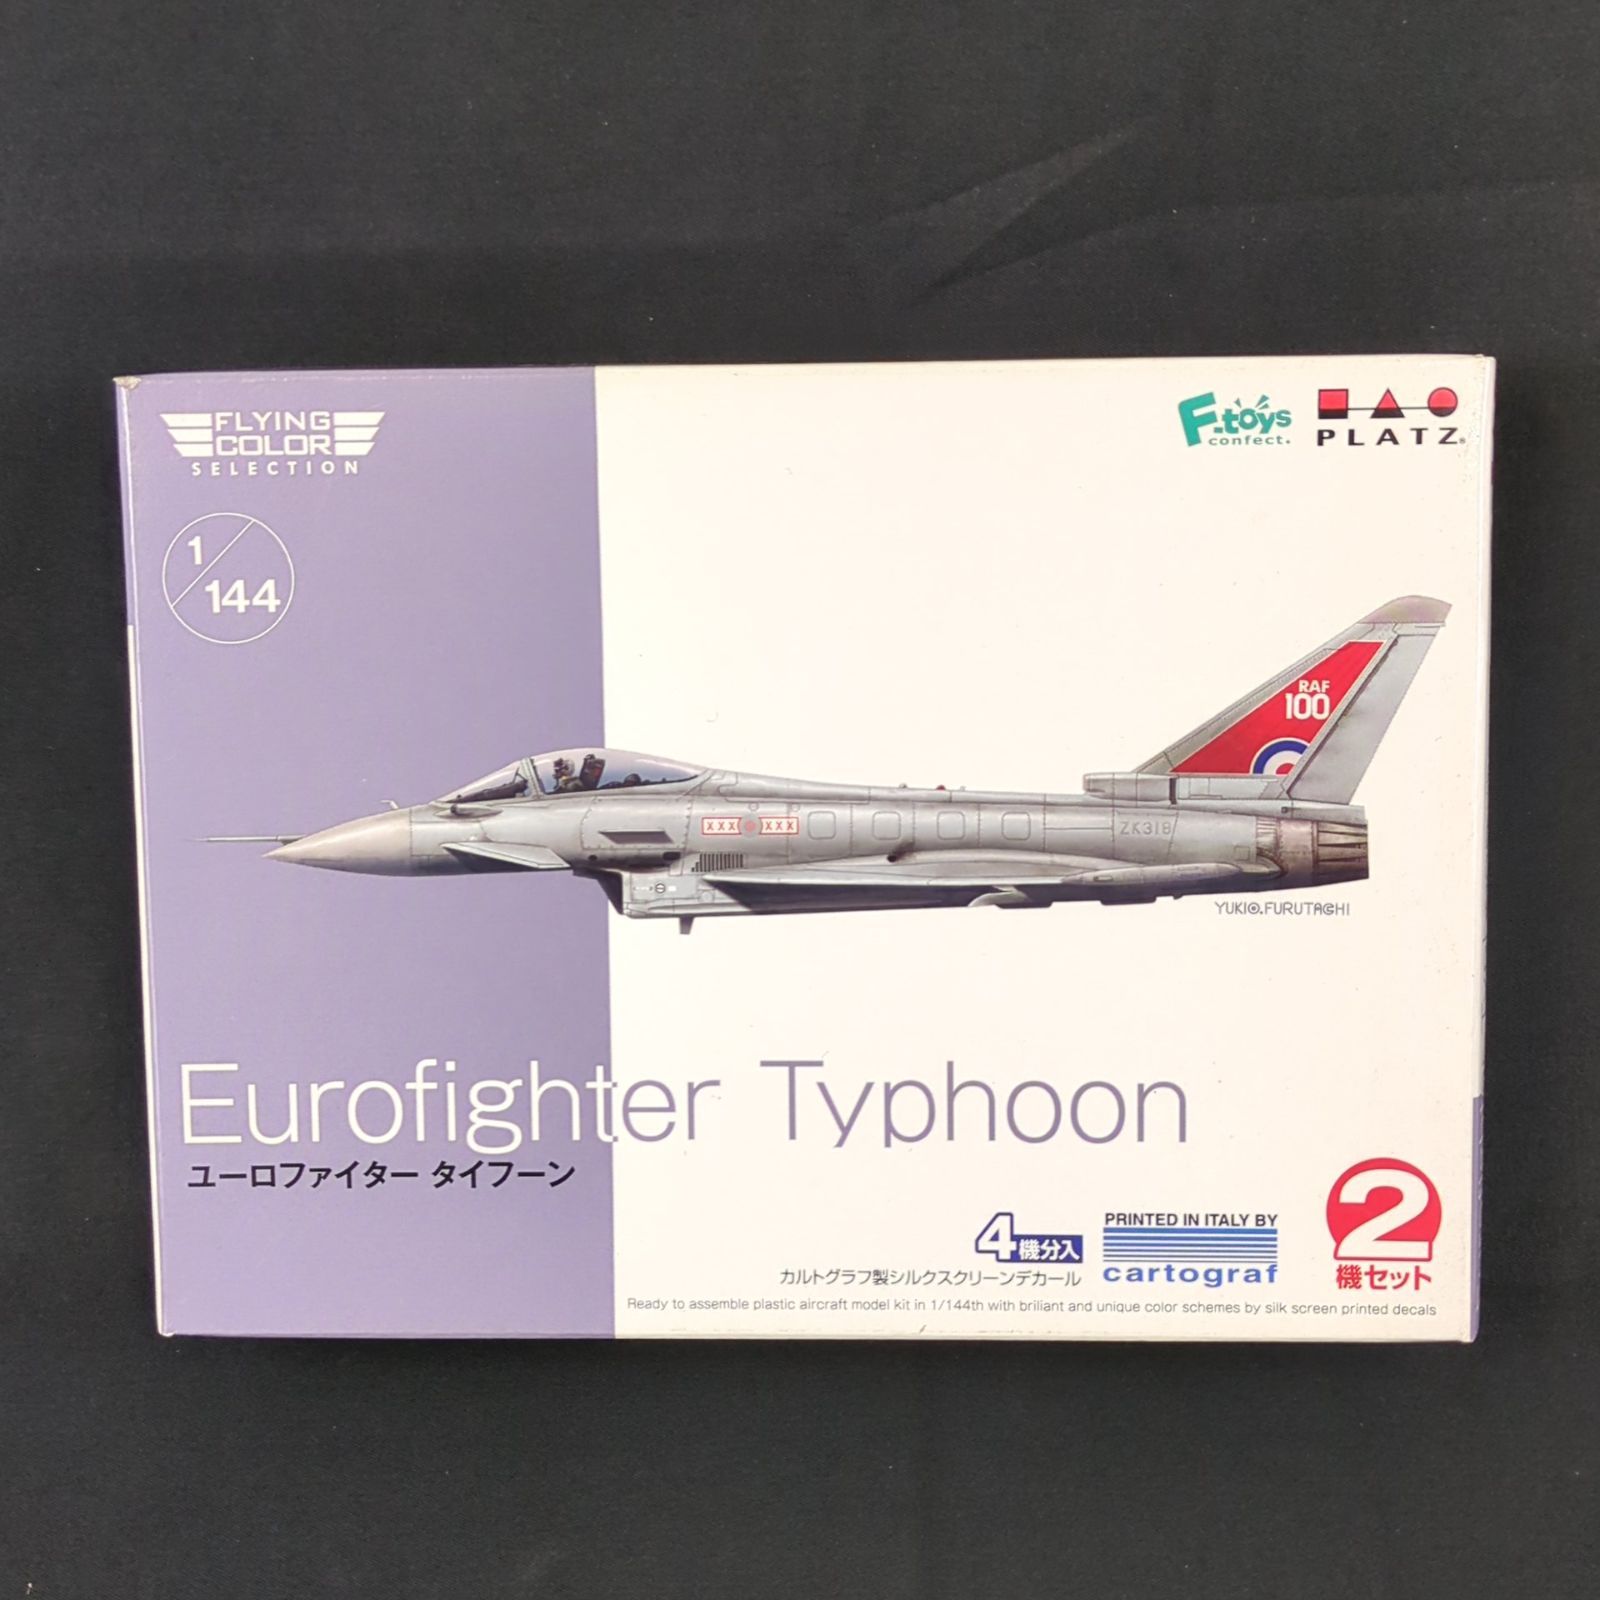 FLYING
COLOR
SELECTION
F-toys
confect.
PLATZ
1/144
RAF
100
XXX XXX
ZK318
YUKIO.FURUTACHI
Eurofighter Typhoon
ユーロファイター タイフーン
4機分入
カルトグラフ製シルクスクリーンデカール
PRINTED IN ITALY BY
cartograf
2
機セット
Ready to assemble plastic aircraft model kit in 1/144th with briliant and unique color schemes by silk screen printed decals